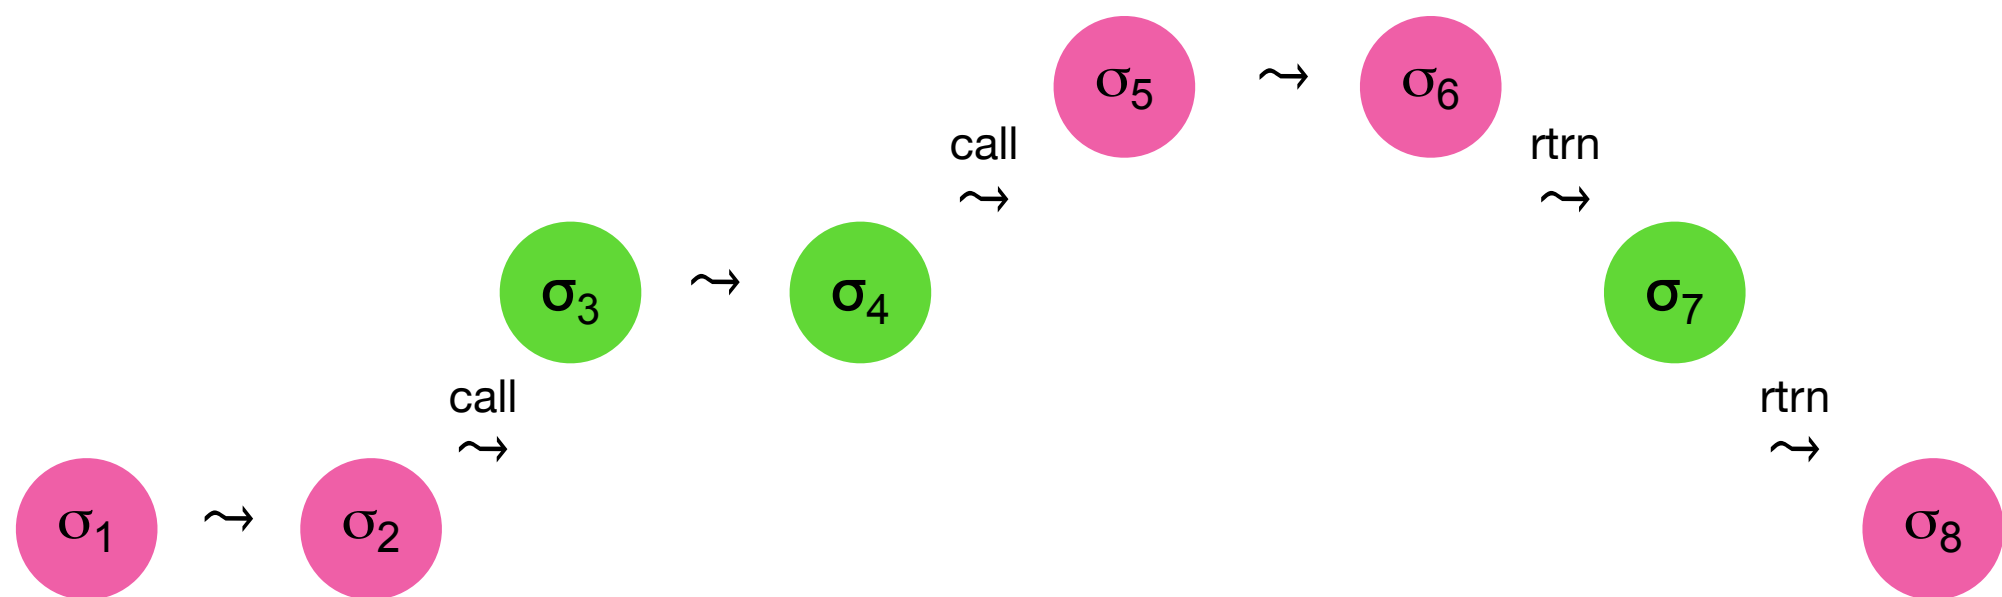 σ₅ ⤳ σ₆
call
rtrn
⤳
⤳
σ₃ ⤳ σ₄
σ₇
call
rtrn
⤳
⤳
σ₁ ⤳ σ₂
σ₈